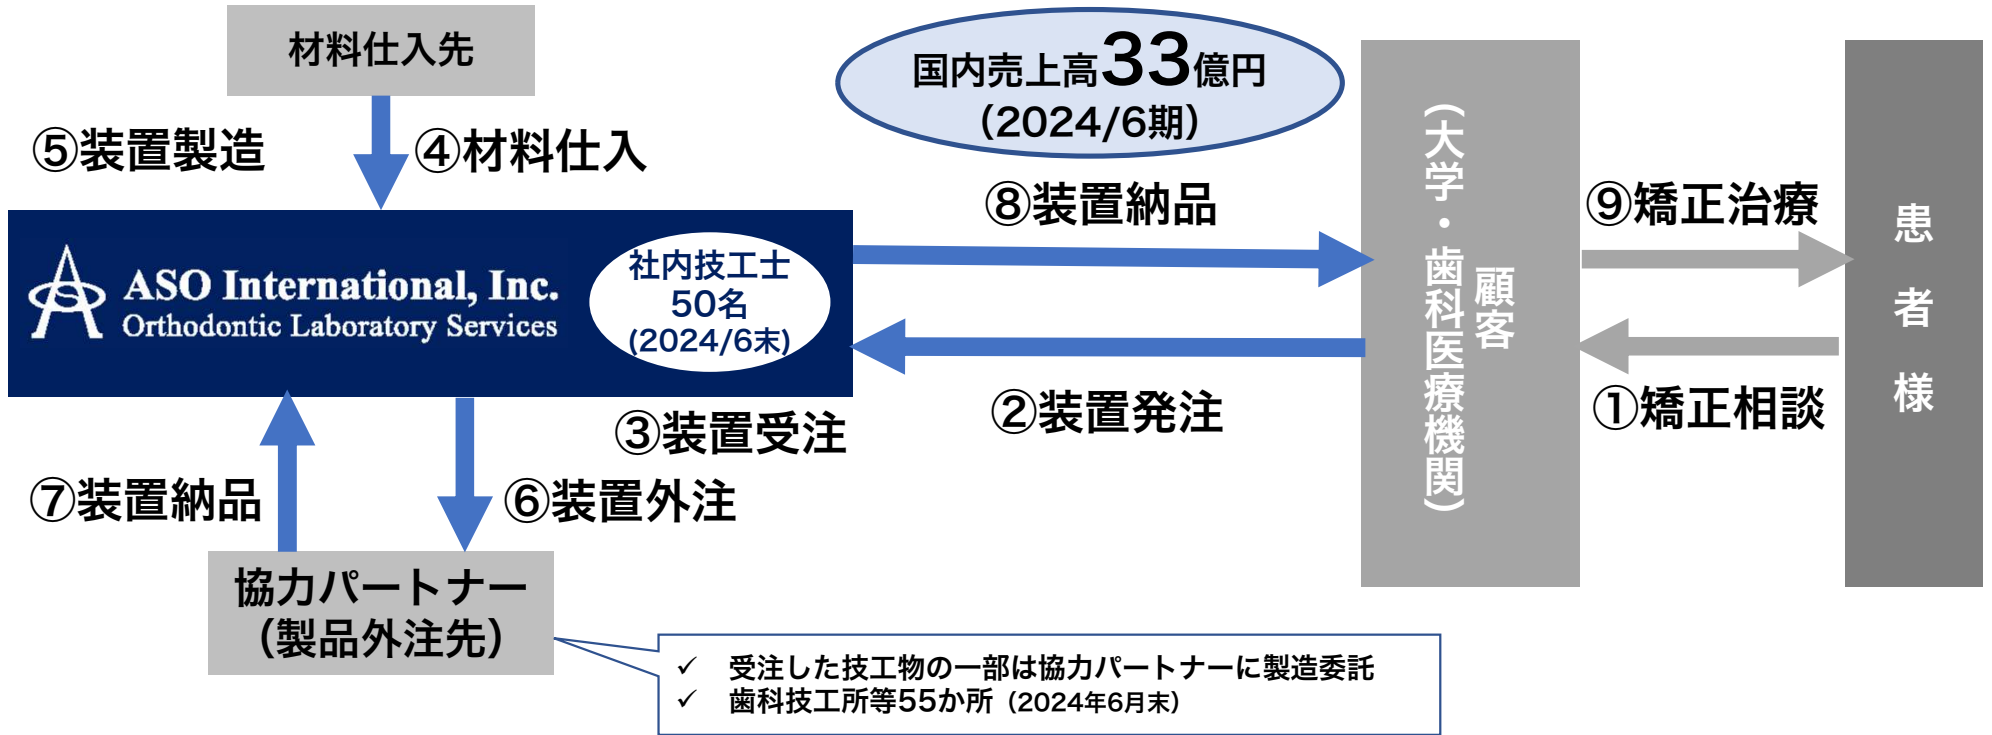 材料仕入先
⑤装置製造
④材料仕入
国内売上高33億円
（2024/6期）
ASO International, Inc.
Orthodontic Laboratory Services
社内技工士
50名
(2024/6末)
⑧装置納品
②装置発注
③装置受注
顧客
（大学・歯科医療機関）
⑨矯正治療
①矯正相談
患者様
⑦装置納品
⑥装置外注
協力パートナー
（製品外注先）
✓ 受注した技工物の一部は協力パートナーに製造委託
✓ 歯科技工所等55か所（2024年6月末）